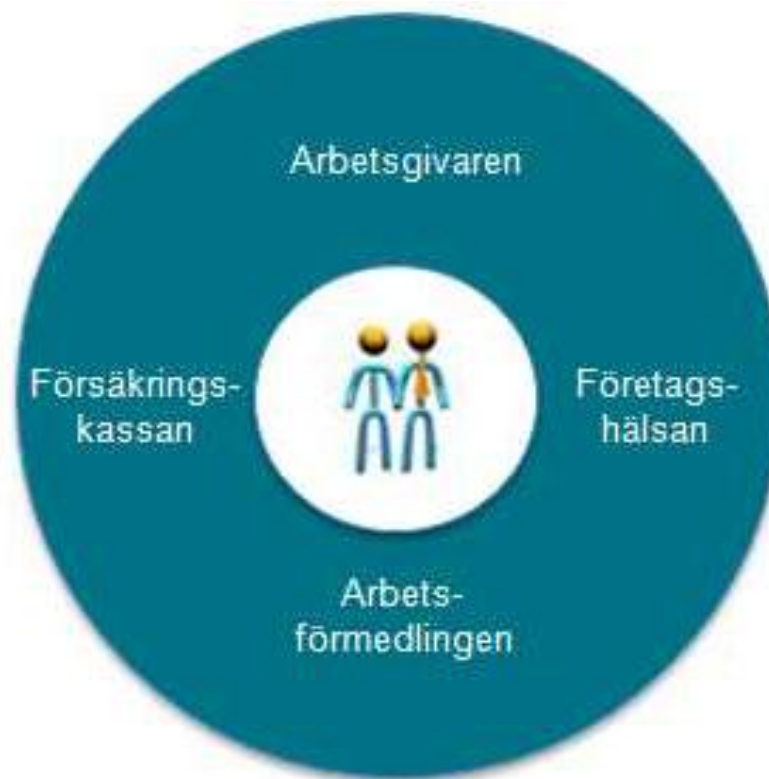 Arbetsgivaren
Försäkrings-
kassan
Företags-
hälsan
Arbets-
förmedlingen